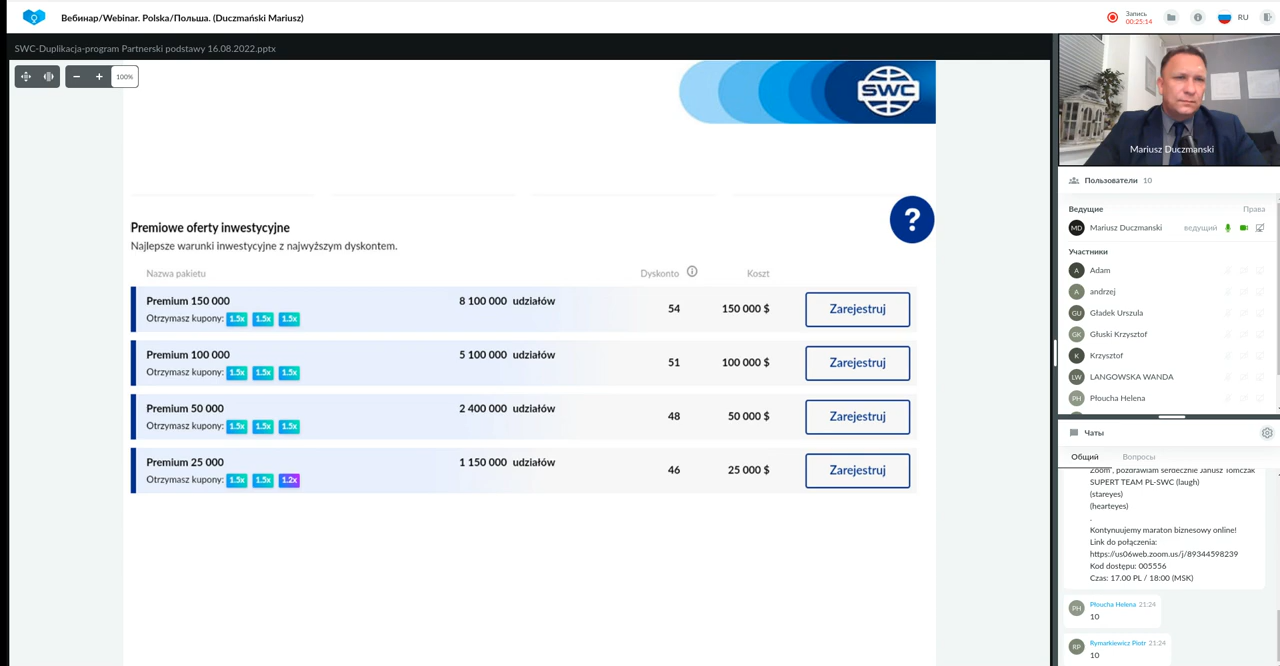 Вебинар/Webinar. Polska/Польша. (Duczmański Mariusz)
Запись
00:25:14
RU
SWC-Duplikacja-program Partnerski podstawy 16.08.2022.pptx
100%
SWC
Premiowe oferty inwestycyjne
Najlepsze warunki inwestycyjne z najwyższym dyskontem.
?
Nazwa pakietu Dyskonto Koszt
Premium 150 000 8 100 000 udziałów 54 150 000 $ Zarejestruj
Otrzymasz kupony: 1.5x 1.5x 1.5x
Premium 100 000 5 100 000 udziałów 51 100 000 $ Zarejestruj
Otrzymasz kupony: 1.5x 1.5x 1.5x
Premium 50 000 2 400 000 udziałów 48 50 000 $ Zarejestruj
Otrzymasz kupony: 1.5x 1.5x 1.5x
Premium 25 000 1 150 000 udziałów 46 25 000 $ Zarejestruj
Otrzymasz kupony: 1.5x 1.5x 1.2x
Mariusz Duczmanski
Пользователи 10
Ведущие Права
MD Mariusz Duczmanski ведущий
Участники
A Adam
A andrzej
GU Gładek Urszula
GK Głuski Krzysztof
K Krzysztof
LW LANGOWSKA WANDA
PH Płoucha Helena
Чаты
Общий Вопросы
Zoom", pozdrawiam serdecznie Janusz Tomczak
SUPERT TEAM PL-SWC (laugh)
(stareyes)
(hearteyes)
.
Kontynuujemy maraton biznesowy online!
Link do połączenia:
https://us06web.zoom.us/j/89344598239
Kod dostępu: 005556
Czas: 17.00 PL / 18:00 (MSK)
PH Płoucha Helena 21:24
10
RP Rymarkiewicz Piotr 21:24
10